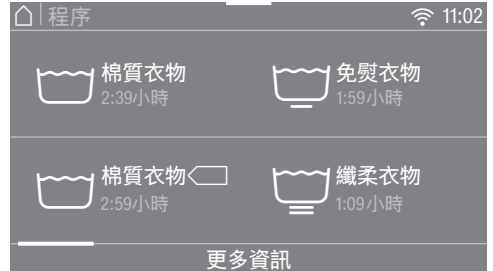 程序 11:02
棉質衣物 免熨衣物
2:39小時 1:59小時
棉質衣物 纖柔衣物
2:59小時 1:09小時
更多資訊